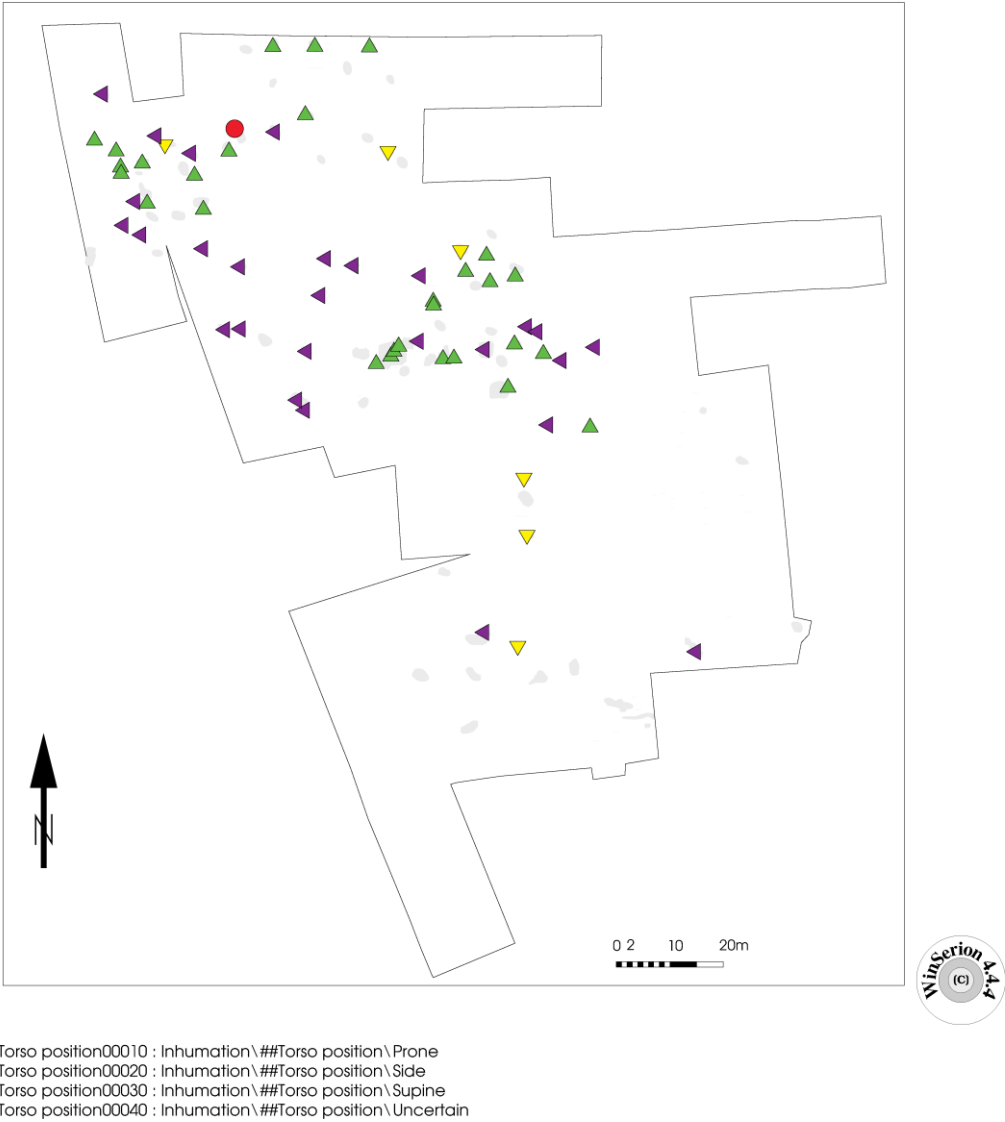 N
0 2 10 20m
WinSerion 4.4.4
(C)
Torso position00010 : Inhumation\##Torso position\Prone
Torso position00020 : Inhumation\##Torso position\Side
Torso position00030 : Inhumation\##Torso position\Supine
Torso position00040 : Inhumation\##Torso position\Uncertain